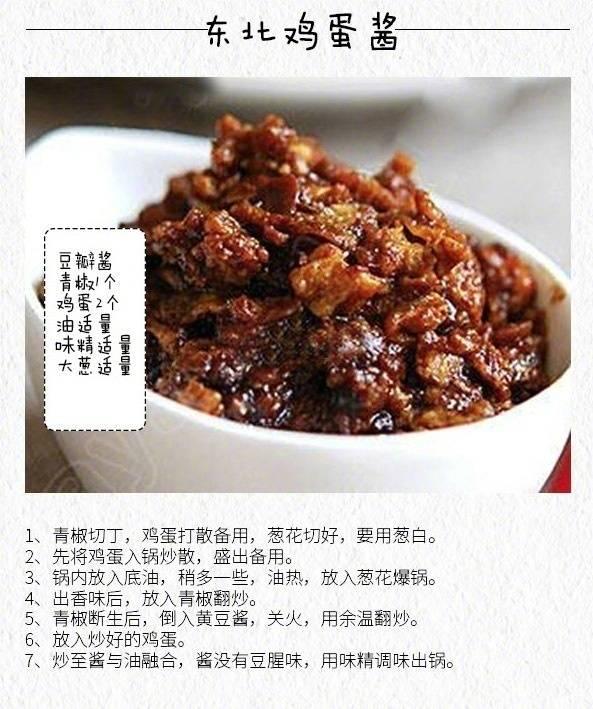 东北鸡蛋酱
豆瓣酱
青椒1个
鸡蛋2个
油适量
味精适量
大葱适量
1、青椒切丁，鸡蛋打散备用，葱花切好，要用葱白。
2、先将鸡蛋入锅炒散，盛出备用。
3、锅内放入底油，稍多一些，油热，放入葱花爆锅。
4、出香味后，放入青椒翻炒。
5、青椒断生后，倒入黄豆酱，关火，用余温翻炒。
6、放入炒好的鸡蛋。
7、炒至酱与油融合，酱没有豆腥味，用味精调味出锅。